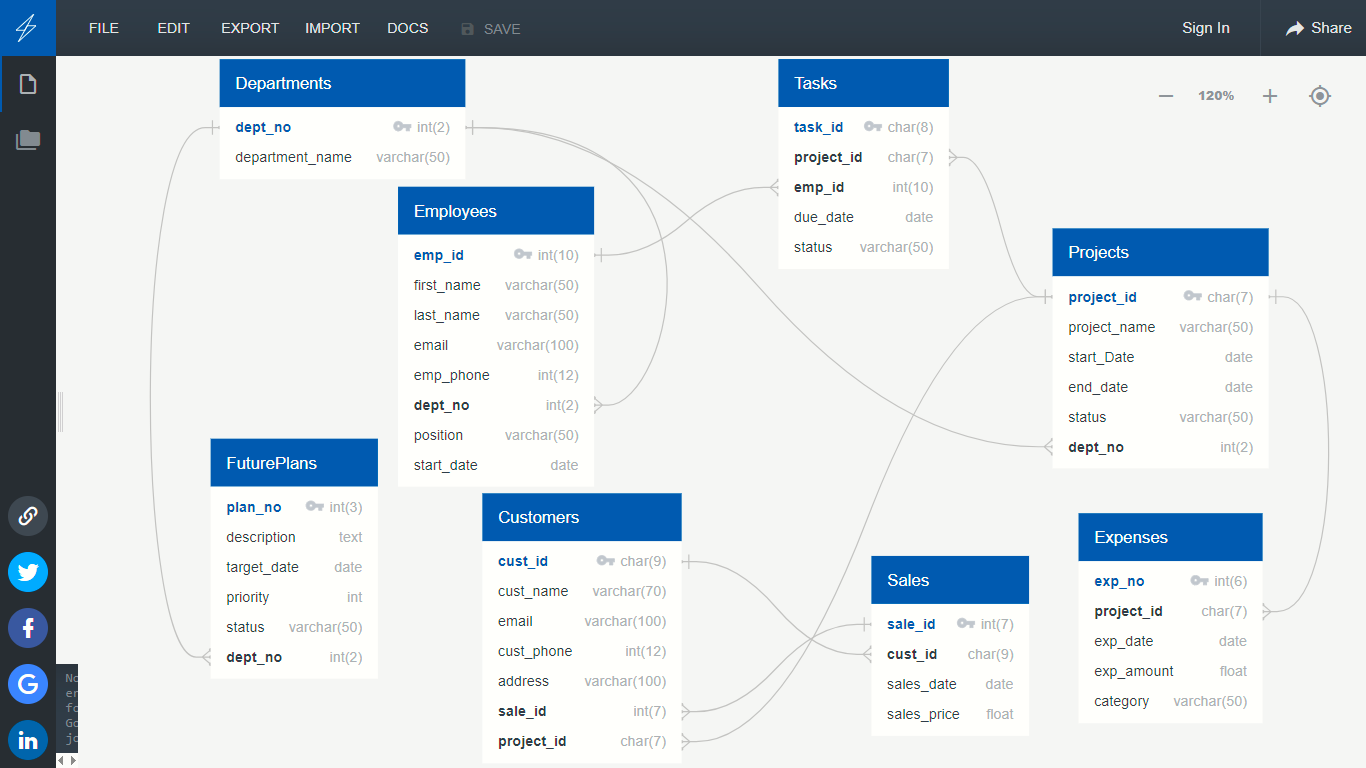 FILE EDIT EXPORT IMPORT DOCS SAVE Sign In Share
120%
Departments
dept_no int(2)
department_name varchar(50)
Employees
emp_id int(10)
first_name varchar(50)
last_name varchar(50)
email varchar(100)
emp_phone int(12)
dept_no int(2)
position varchar(50)
start_date date
Tasks
task_id char(8)
project_id char(7)
emp_id int(10)
due_date date
status varchar(50)
Projects
project_id char(7)
project_name varchar(50)
start_Date date
end_date date
status varchar(50)
dept_no int(2)
FuturePlans
plan_no int(3)
description text
target_date date
priority int
status varchar(50)
dept_no int(2)
Customers
cust_id char(9)
cust_name varchar(70)
email varchar(100)
cust_phone int(12)
address varchar(100)
sale_id int(7)
project_id char(7)
Sales
sale_id int(7)
cust_id char(9)
sales_date date
sales_price float
Expenses
exp_no int(6)
project_id char(7)
exp_date date
exp_amount float
category varchar(50)